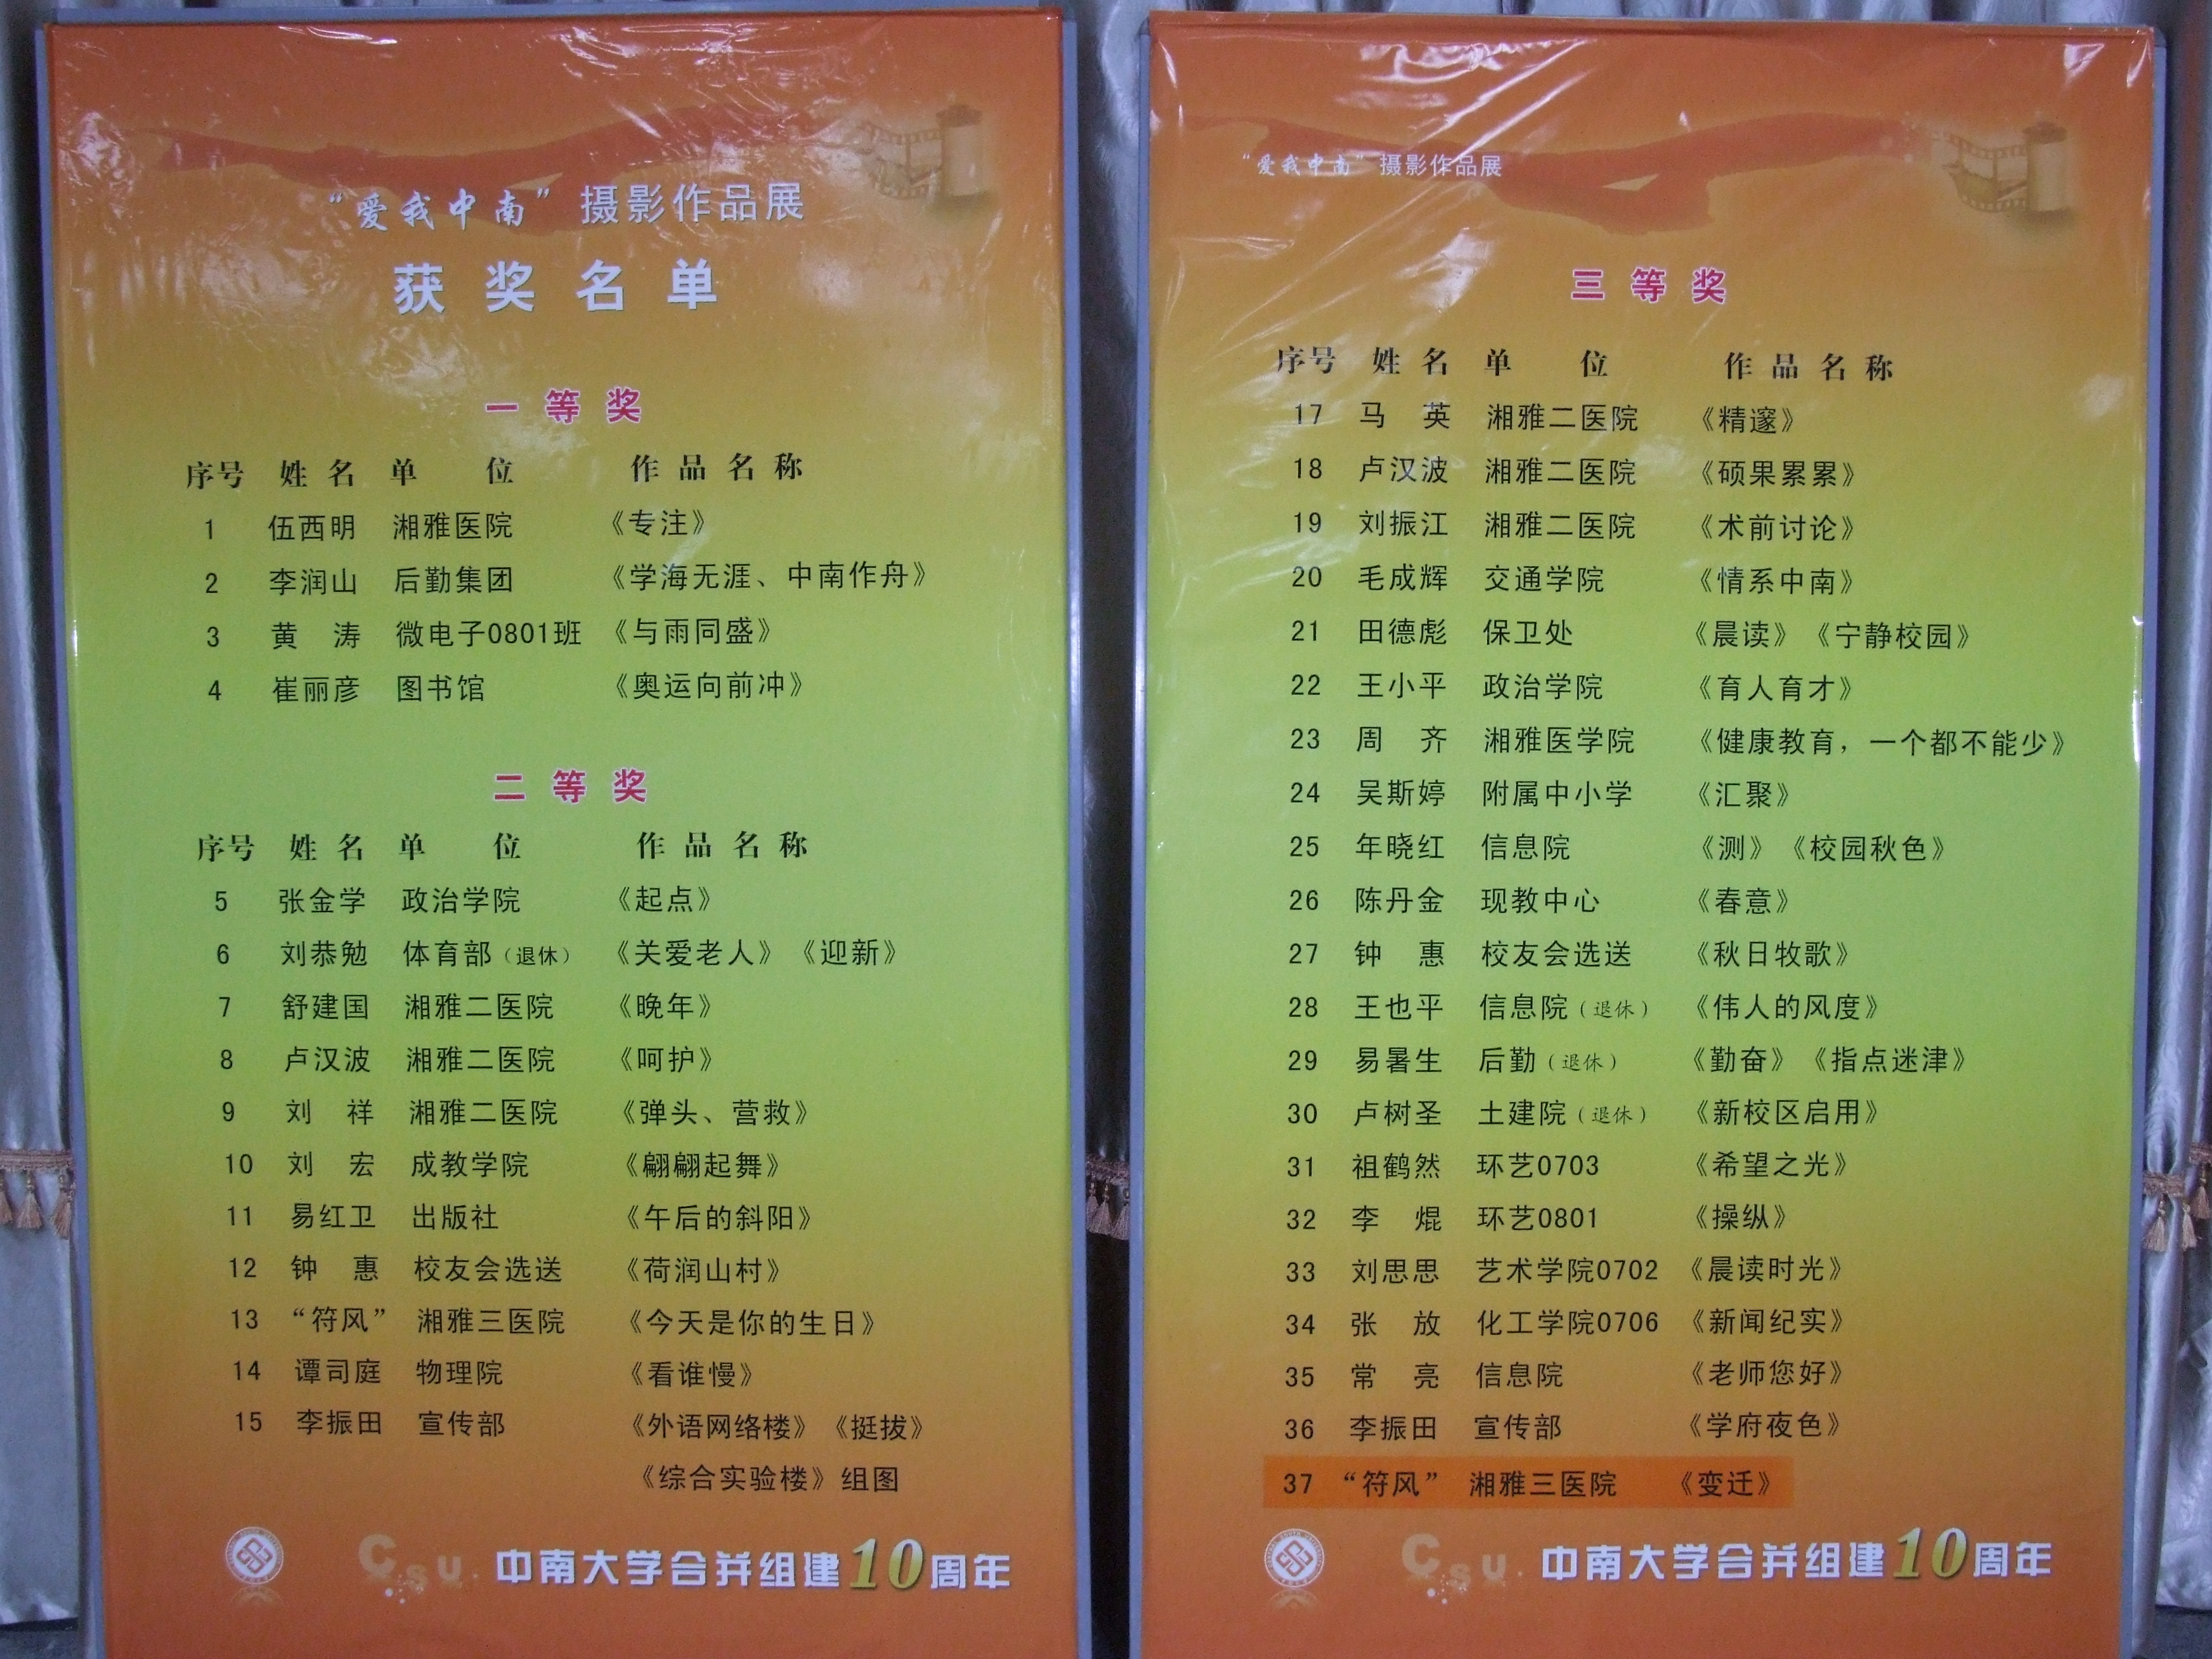 “爱我中南”摄影作品展
获奖名单
一等奖
序号 姓名 单位 作品名称
1 伍西明 湘雅医院 《专注》
2 李润山 后勤集团 《学海无涯、中南作舟》
3 黄涛 微电子0801班 《与雨同盛》
4 崔丽彦 图书馆 《奥运向前冲》
二等奖
序号 姓名 单位 作品名称
5 张金学 政治学院 《起点》
6 刘恭勉 体育部(退休) 《关爱老人》《迎新》
7 舒建国 湘雅二医院 《晚年》
8 卢汉波 湘雅二医院 《呵护》
9 刘祥 湘雅二医院 《弹头、营救》
10 刘宏 成教学院 《翩翩起舞》
11 易红卫 出版社 《午后的斜阳》
12 钟惠 校友会选送 《荷润山村》
13 “符风” 湘雅三医院 《今天是你的生日》
14 谭司庭 物理院 《看谁慢》
15 李振田 宣传部 《外语网络楼》《挺拔》
《综合实验楼》组图
CSU 中南大学合并组建10周年
“爱我中南”摄影作品展
三等奖
序号 姓名 单位 作品名称
17 马英 湘雅二医院 《精邃》
18 卢汉波 湘雅二医院 《硕果累累》
19 刘振江 湘雅二医院 《术前讨论》
20 毛成辉 交通学院 《情系中南》
21 田德彪 保卫处 《晨读》《宁静校园》
22 王小平 政治学院 《育人育才》
23 周齐 湘雅医学院 《健康教育，一个都不能少》
24 吴斯婷 附属中小学 《汇聚》
25 年晓红 信息院 《测》《校园秋色》
26 陈丹金 现教中心 《春意》
27 钟惠 校友会选送 《秋日牧歌》
28 王也平 信息院(退休) 《伟人的风度》
29 易暑生 后勤(退休) 《勤奋》《指点迷津》
30 卢树圣 土建院(退休) 《新校区启用》
31 祖鹤然 环艺0703 《希望之光》
32 李焜 环艺0801 《操纵》
33 刘思思 艺术学院0702 《晨读时光》
34 张放 化工学院0706 《新闻纪实》
35 常亮 信息院 《老师您好》
36 李振田 宣传部 《学府夜色》
37 “符风” 湘雅三医院 《变迁》
CSU 中南大学合并组建10周年